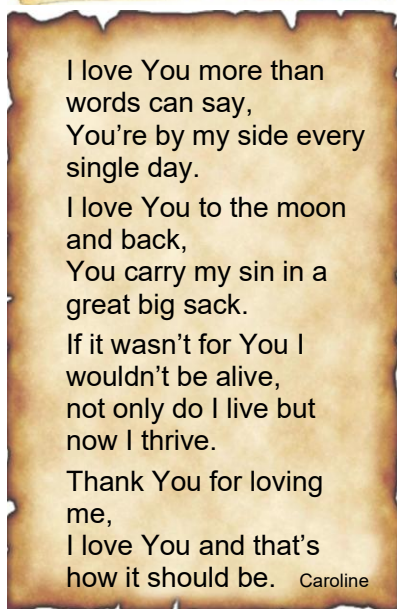 I love You more than
words can say,
You’re by my side every
single day.
I love You to the moon
and back,
You carry my sin in a
great big sack.
If it wasn’t for You I
wouldn’t be alive,
not only do I live but
now I thrive.
Thank You for loving
me,
I love You and that’s
how it should be. Caroline